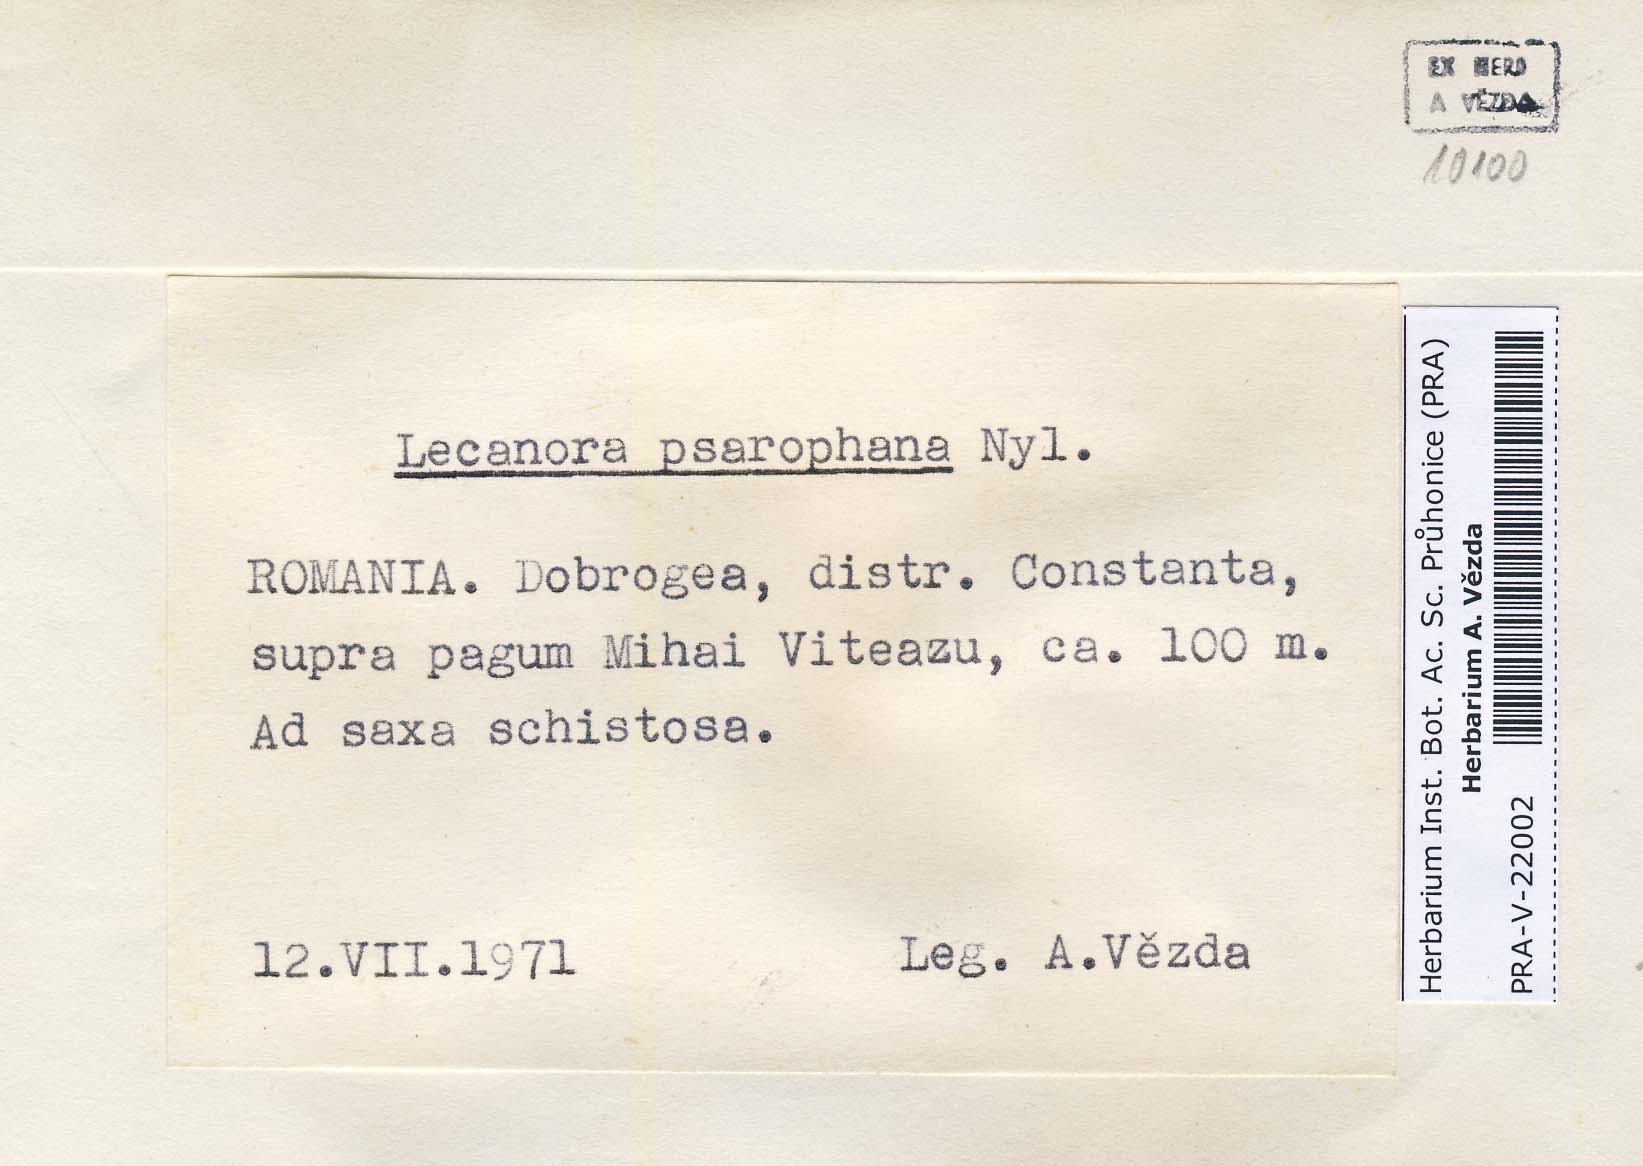 EX HERB
A VĚZDA
10100
Lecanora psarophana Nyl.
ROMANIA. Dobrogea, distr. Constanta,
supra pagum Mihai Viteazu, ca. 100 m.
Ad saxa schistosa.
12.VII.1971 Leg. A.Vězda
Herbarium Inst. Bot. Ac. Sc. Průhonice (PRA)
Herbarium A. Vězda
PRA-V-22002